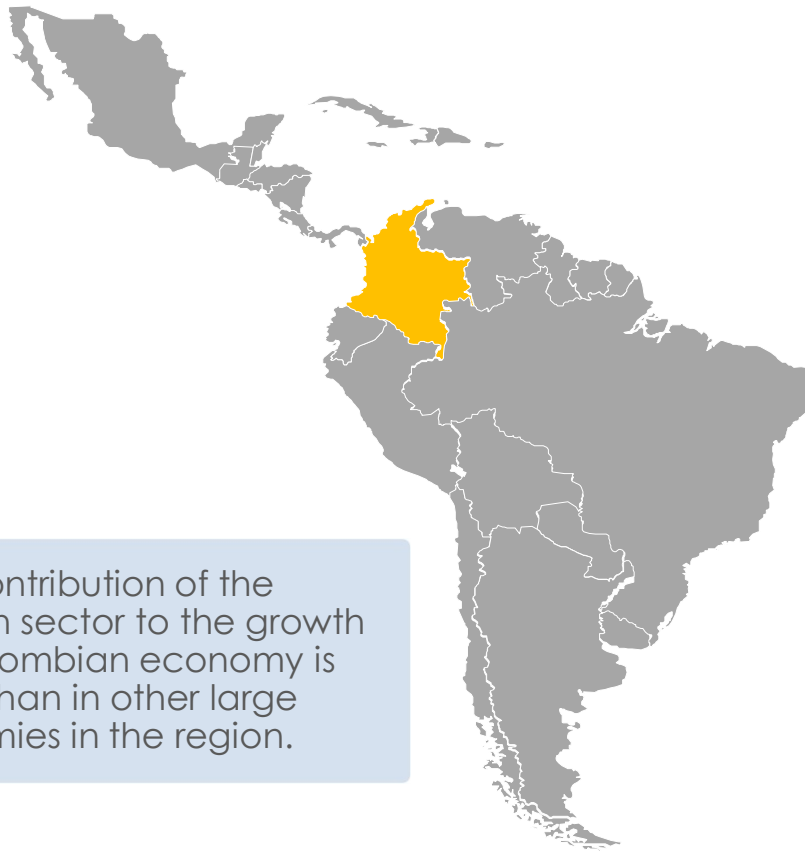 ontribution of the
n sector to the growth
ombian economy is
han in other large
mies in the region.